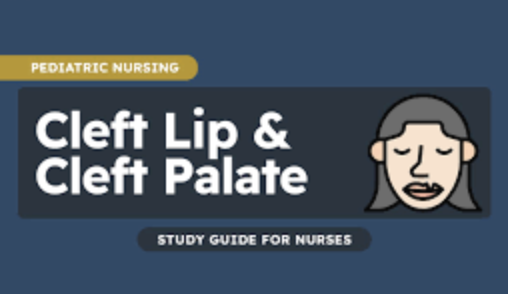 PEDIATRIC NURSING
Cleft Lip &
Cleft Palate
STUDY GUIDE FOR NURSES